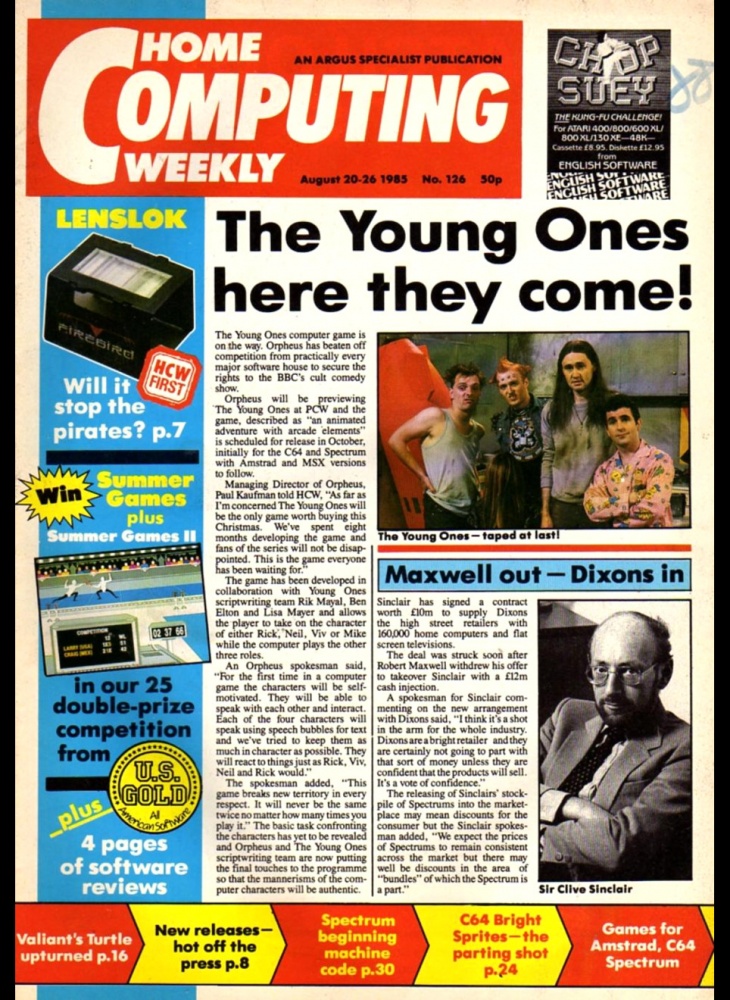 HOME
COMPUTING
WEEKLY
AN ARGUS SPECIALIST PUBLICATION
August 20-26 1985 No. 126 50p
CHOP
SUEY
THE KUNG-FU CHALLENGE!
For ATARI 400/800/600 XL/
800 XL/130 XE—48K—
Cassette £8.95. Diskette £12.95
from
ENGLISH SOFTWARE
ENGLISH SOFTWARE
ENGLISH SOFTWARE
LENSLOK
FIREBIRD
HCW
FIRST
Will it
stop the
pirates? p.7
Win
Summer
Games
plus
Summer Games II
COMPETITION
02 37 66
in our 25
double-prize
competition
from
U.S.
GOLD
All
American Software
plus
4 pages
of software
reviews
The Young Ones
here they come!
The Young Ones computer game is
on the way. Orpheus has beaten off
competition from practically every
major software house to secure the
rights to the BBC's cult comedy
show.
Orpheus will be previewing
The Young Ones at PCW and the
game, described as "an animated
adventure with arcade elements"
is scheduled for release in October,
initially for the C64 and Spectrum
with Amstrad and MSX versions
to follow.
Managing Director of Orpheus,
Paul Kaufman told HCW, "As far as
I'm concerned The Young Ones will
be the only game worth buying this
Christmas. We've spent eight
months developing the game and
fans of the series will not be disap-
pointed. This is the game everyone
has been waiting for."
The game has been developed in
collaboration with Young Ones
scriptwriting team Rik Mayal, Ben
Elton and Lisa Mayer and allows
the player to take on the character
of either Rick, Neil, Viv or Mike
while the computer plays the other
three roles.
An Orpheus spokesman said,
"For the first time in a computer
game the characters will be self-
motivated. They will be able to
speak with each other and interact.
Each of the four characters will
speak using speech bubbles for text
and we've tried to keep them as
much in character as possible. They
will react to things just as Rick, Viv,
Neil and Rick would."
The spokesman added, "This
game breaks new territory in every
respect. It will never be the same
twice no matter how many times you
play it." The basic task confronting
the characters has yet to be revealed
and Orpheus and The Young Ones
scriptwriting team are now putting
the final touches to the programme
so that the mannerisms of the com-
puter characters will be authentic.
The Young Ones — taped at last!
Maxwell out — Dixons in
Sinclair has signed a contract
worth £10m to supply Dixons
the high street retailers with
160,000 home computers and flat
screen televisions.
The deal was struck soon after
Robert Maxwell withdrew his offer
to takeover Sinclair with a £12m
cash injection.
A spokesman for Sinclair com-
menting on the new arrangement
with Dixons said, "I think it's a shot
in the arm for the whole industry.
Dixons are a bright retailer and they
are certainly not going to part with
that sort of money unless they are
confident that the products will sell.
It's a vote of confidence."
The releasing of Sinclairs' stock-
pile of Spectrums into the market-
place may mean discounts for the
consumer but the Sinclair spokes-
man added, "We expect the prices
of Spectrums to remain consistent
across the market but there may
well be discounts in the area of
"bundles" of which the Spectrum is
a part."
Sir Clive Sinclair
Valiant's Turtle
upturned p.16
New releases—
hot off the
press p.8
Spectrum
beginning
machine
code p.30
C64 Bright
Sprites—the
parting shot
p.24
Games for
Amstrad, C64
Spectrum